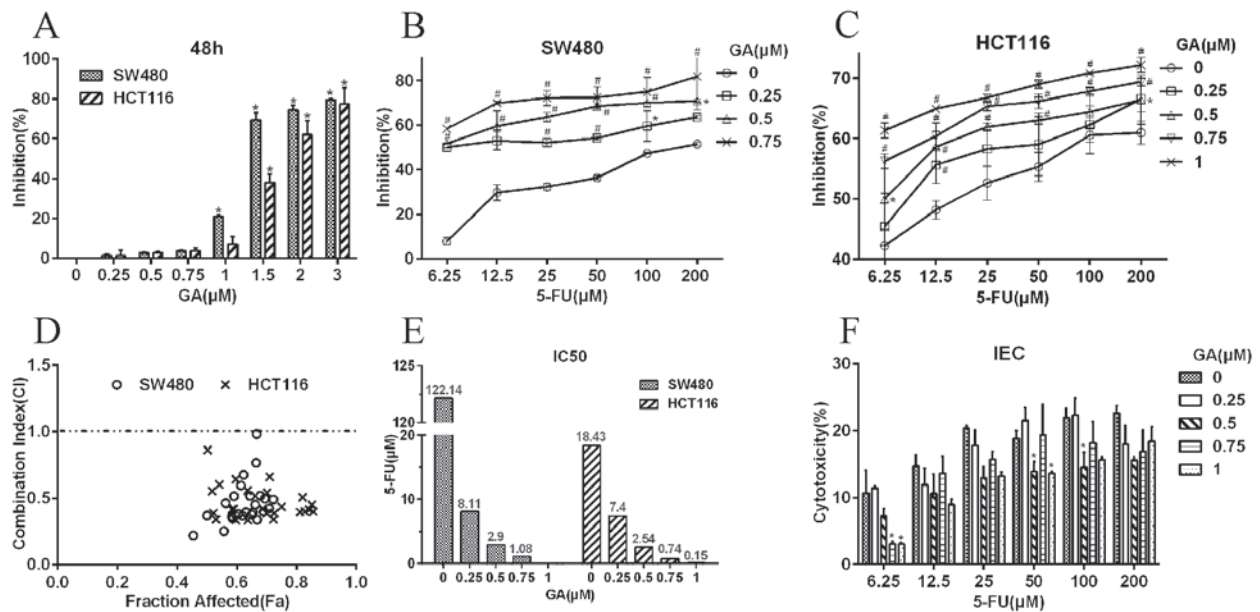 A
48h
SW480
HCT116
Inhibition(%)
100
80
60
40
20
0
* * * * * * *
0 0.25 0.5 0.75 1 1.5 2 3
GA(µM)
B
SW480
GA(µM)
0
0.25
0.5
0.75
Inhibition(%)
80
60
40
20
0
6.25 12.5 25 50 100 200
5-FU(µM)
C
HCT116
GA(µM)
0
0.25
0.5
0.75
1
Inhibition(%)
70
60
50
40
6.25 12.5 25 50 100 200
5-FU(µM)
D
SW480 HCT116
Combination Index(CI)
1.5
1.0
0.5
0.0
0.0 0.2 0.4 0.6 0.8 1.0
Fraction Affected(Fa)
E
IC50
SW480
HCT116
5-FU(µM)
125
120
20
10
0
122.14
8.11
2.9
1.08
18.43
7.4
2.54
0.74
0.15
0 0.25 0.5 0.75 1 0 0.25 0.5 0.75 1
GA(µM)
F
IEC
GA(µM)
0
0.25
0.5
0.75
1
Cytotoxicity(%)
30
20
10
0
* * * * *
6.25 12.5 25 50 100 200
5-FU(µM)